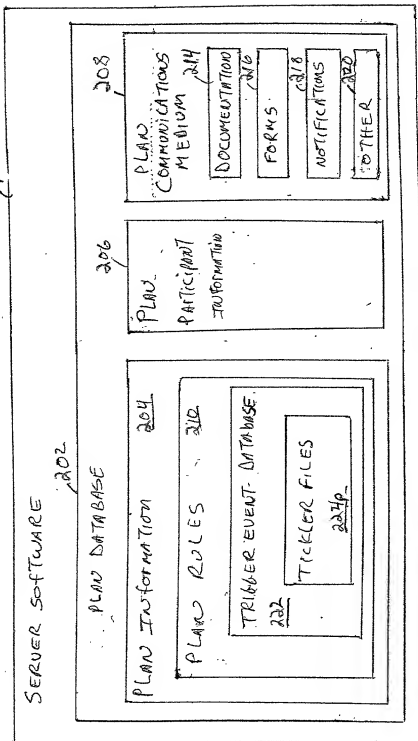 SERVER SOFTWARE
202
PLAN DATABASE
PLAN INFORMATION 204
PLAN RULES 210
TRIGGER EVENT DATABASE
222
TICKLER FILES
224
206
PLAN
PARTICIPANT
INFORMATION
208
PLAN
COMMUNICATIONS
MEDIUM
214
DOCUMENTATION
216
FORMS
218
NOTIFICATIONS
220
OTHER